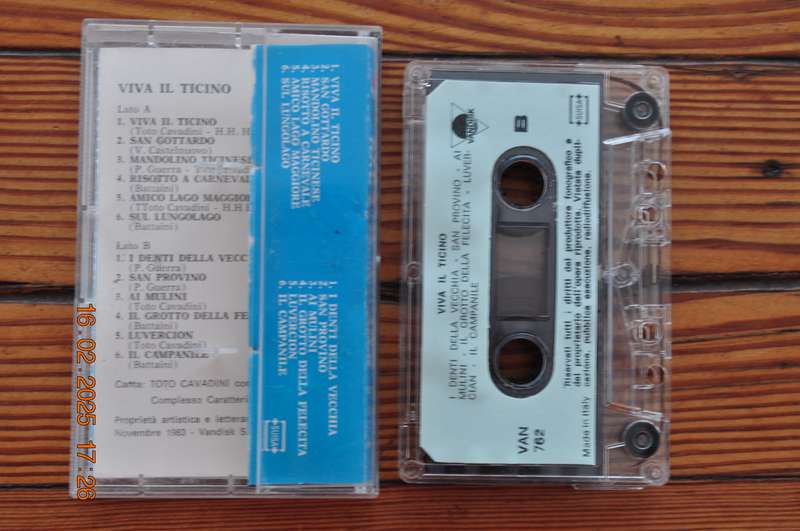 VIVA IL TICINO
Lato A
1. VIVA IL TICINO
(Toto Cavadini - H.H. H
2. SAN GOTTARDO
(V. Castelnuovo)
3. MANDOLINO TICINESE
(P. Guerra -
4. RISOTTO A CARNEVAL
(Battaini)
5. AMICO LAGO MAGGIOR
(TToto Cavadini - H.H
6. SUL LUNGOLAGO
(Battaini)
Lato B
1. I DENTI DELLA VECC
(P. Guerra)
2. SAN PROVINO
(P. Guerra)
3. AI MULINI
(Toto Cavadini)
4. IL GROTTO DELLA FE
(Battaini)
5. LUVERCION
(Toto Cavadini)
6. IL CAMPANILE
(Battaini)
Canta: TOTO CAVADINI con
Complesso Caratteri
Proprietà artistica e letterar
Novembre 1983 - Vandisk S.
1. VIVA IL TICINO
2. SAN GOTTARDO
3. MANDOLINO TICINESE
4. RISOTTO A CARNEVALE
5. AMICO LAGO MAGGIORE
6. SUL LUNGOLAGO
1. I DENTI DELLA VECCHIA
2. SAN PROVINO
3. AI MULINI
4. IL GROTTO DELLA FELECITA
5. LUVERCION
6. IL CAMPANILE
SUISA
VANDISK
B
SUISA
VIVA IL TICINO
I DENTI DELLA VECCHIA - SAN PROVINO - AI
MULINI - IL GROTTO DELLA FELECITA - LUVER-
CIAN - IL CAMPANILE
VAN
762
Riservati tutti i diritti del produttore fonografico e
del proprietario dell'opera riprodotta. Vietata dupli-
cazione, pubblica esecuzione, radiodiffusione.
Made in Italy
16.02.2025 17:26